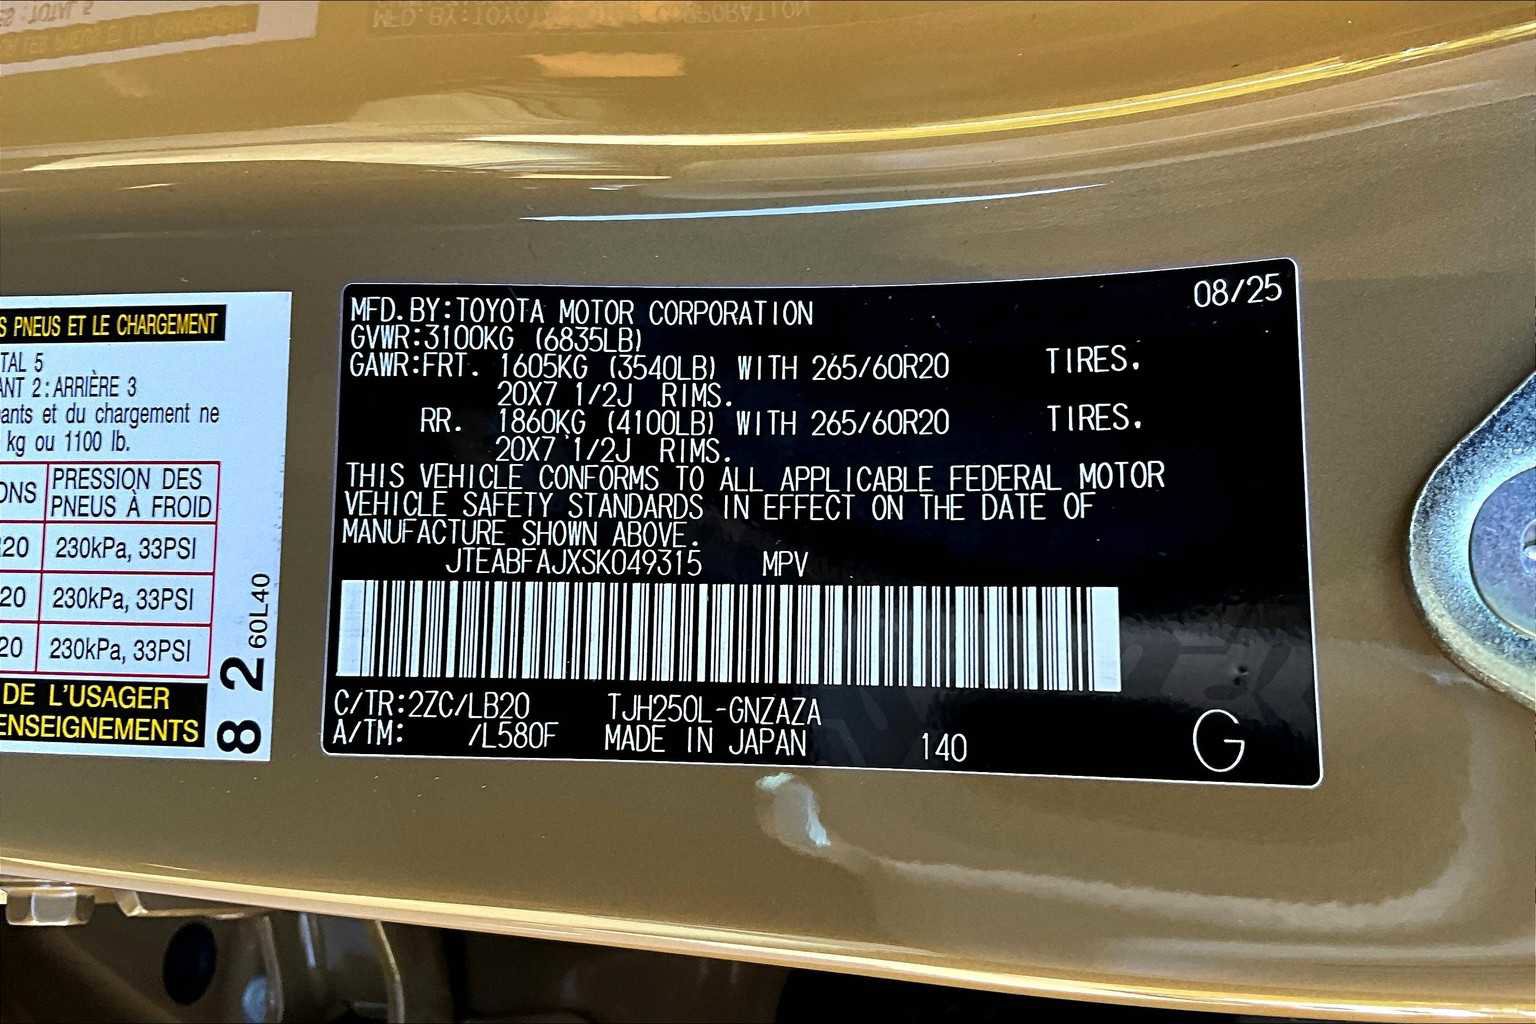 S PNEUS ET LE CHARGEMENT
TAL 5
ANT 2:ARRIÈRE 3
ants et du chargement ne
kg ou 1100 lb.
ONS PRESSION DES
PNEUS À FROID
20 230kPa, 33PSI
20 230kPa, 33PSI
20 230kPa, 33PSI
DE L'USAGER
ENSEIGNEMENTS
82 60L40
08/25
MFD.BY:TOYOTA MOTOR CORPORATION
GVWR:3100KG (6835LB)
GAWR:FRT. 1605KG (3540LB) WITH 265/60R20 TIRES.
20X7 1/2J RIMS.
RR. 1860KG (4100LB) WITH 265/60R20 TIRES.
20X7 1/2J RIMS.
THIS VEHICLE CONFORMS TO ALL APPLICABLE FEDERAL MOTOR
VEHICLE SAFETY STANDARDS IN EFFECT ON THE DATE OF
MANUFACTURE SHOWN ABOVE.
JTEABFAJXSK049315 MPV
C/TR:2ZC/LB20 TJH250L-GNZAZA
A/TM: /L580F MADE IN JAPAN 140 G